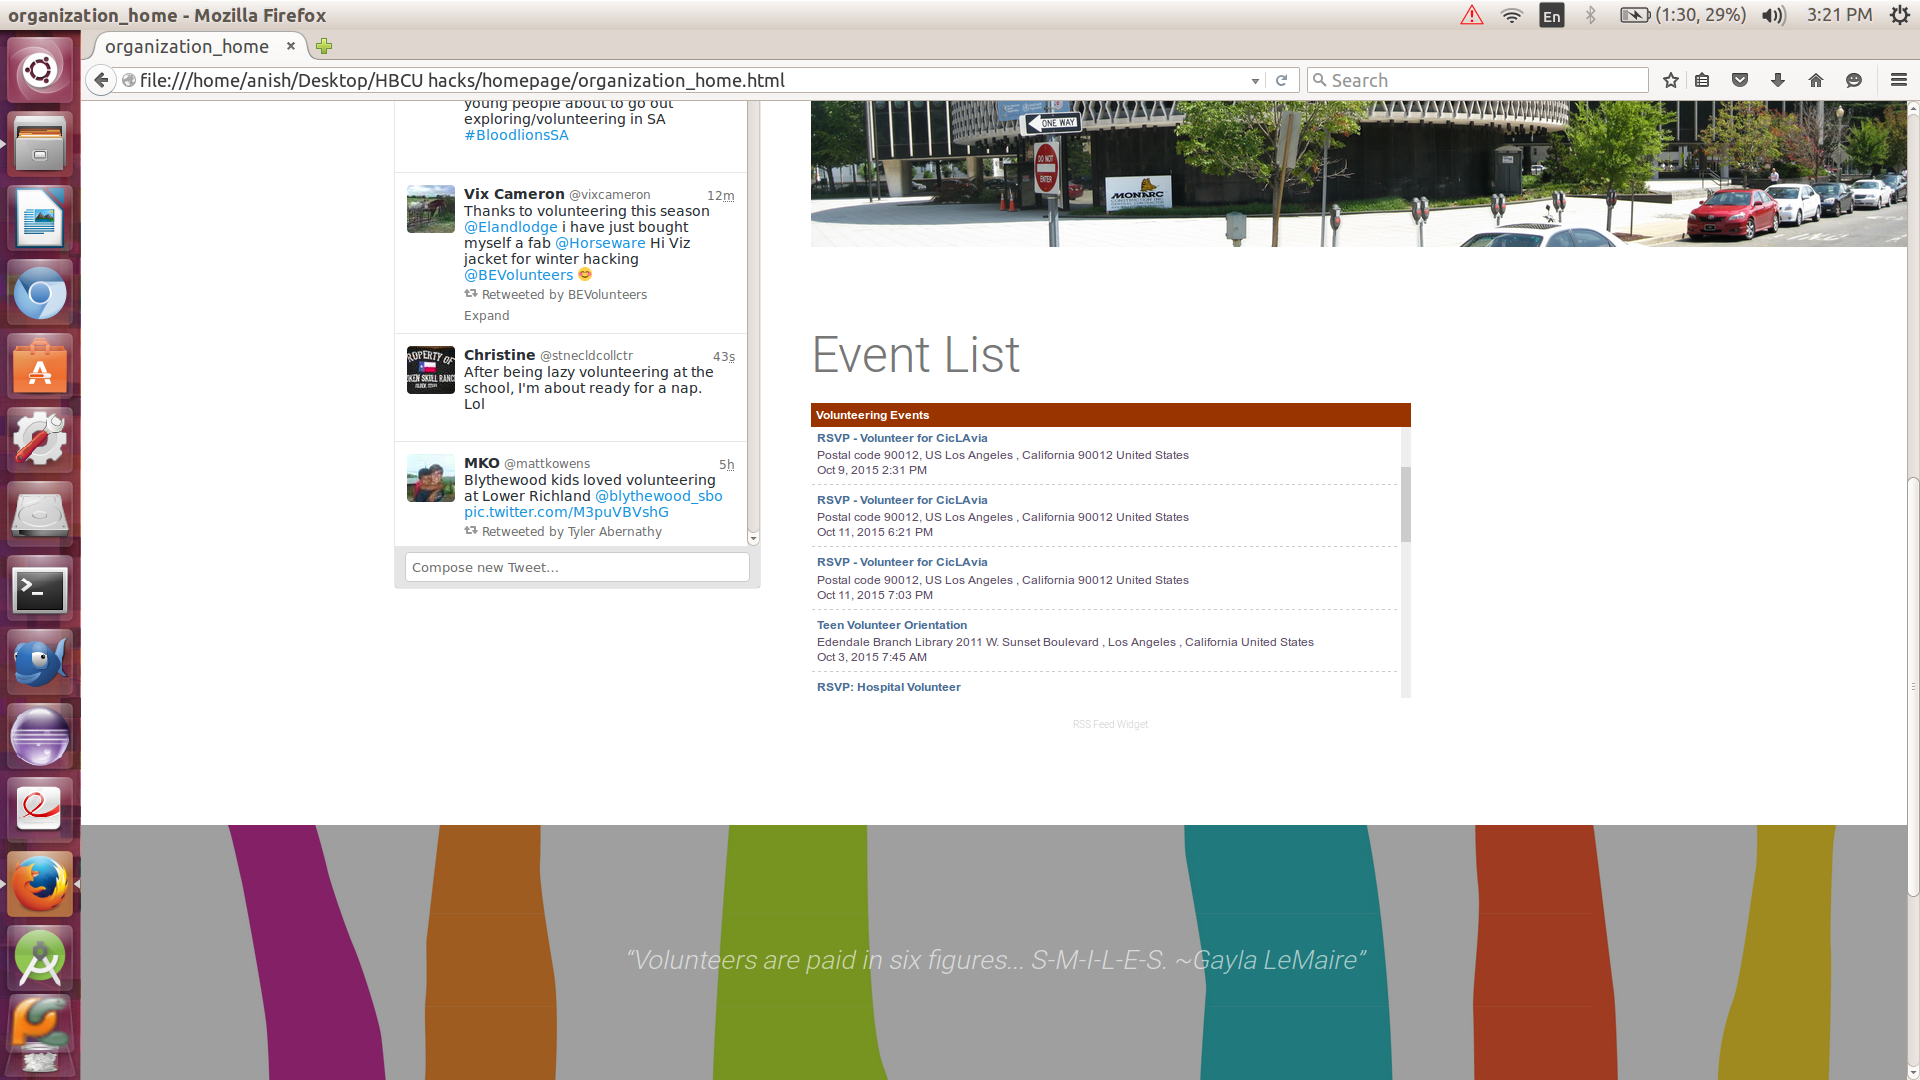 organization_home - Mozilla Firefox
En
(1:30, 29%)
3:21 PM
organization_home
file:///home/anish/Desktop/HBCU hacks/homepage/organization_home.html
Search
young people about to go out
exploring/volunteering in SA
#BloodlionsSA
Vix Cameron @vixcameron 12m
Thanks to volunteering this season
@Elandlodge i have just bought
myself a fab @Horseware Hi Viz
jacket for winter hacking
@BEVolunteers 😊
Retweeted by BEVolunteers
Expand
PROPERTY OF
Christine @stnecldcollctr 43s
After being lazy volunteering at the
school, I'm about ready for a nap.
Lol
MKO @mattkowens 5h
Blythewood kids loved volunteering
at Lower Richland @blythewood_sbo
pic.twitter.com/M3puVBVshG
Retweeted by Tyler Abernathy
Compose new Tweet...
ONE WAY
DO NOT
ENTER
MONARC
Event List
Volunteering Events
RSVP - Volunteer for CicLAvia
Postal code 90012, US Los Angeles , California 90012 United States
Oct 9, 2015 2:31 PM
RSVP - Volunteer for CicLAvia
Postal code 90012, US Los Angeles , California 90012 United States
Oct 11, 2015 6:21 PM
RSVP - Volunteer for CicLAvia
Postal code 90012, US Los Angeles , California 90012 United States
Oct 11, 2015 7:03 PM
Teen Volunteer Orientation
Edendale Branch Library 2011 W. Sunset Boulevard , Los Angeles , California United States
Oct 3, 2015 7:45 AM
RSVP: Hospital Volunteer
RSS Feed Widget
“Volunteers are paid in six figures... S-M-I-L-E-S. ~Gayla LeMaire”